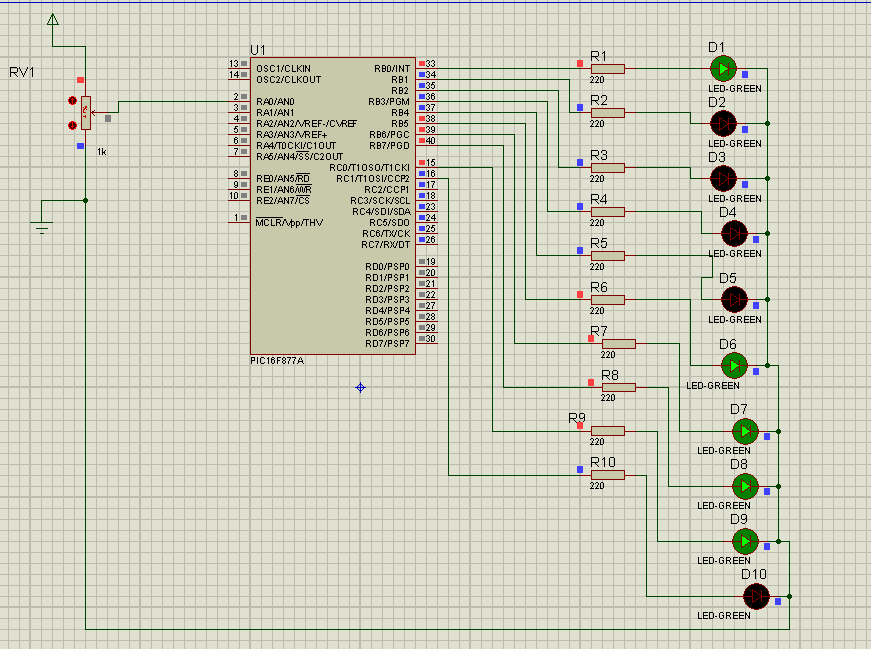 RV1
1k
U1
13 OSC1/CLKIN
14 OSC2/CLKOUT
2 RA0/AN0
3 RA1/AN1
4 RA2/AN2/VREF-/CVREF
5 RA3/AN3/VREF+
6 RA4/T0CKI/C1OUT
7 RA5/AN4/SS/C2OUT
8 RE0/AN5/RD
9 RE1/AN6/WR
10 RE2/AN7/CS
1 MCLR/Vpp/THV
RB0/INT 33
RB1 34
RB2 35
RB3/PGM 36
RB4 37
RB5 38
RB6/PGC 39
RB7/PGD 40
RC0/T1OSO/T1CKI 15
RC1/T1OSI/CCP2 16
RC2/CCP1 17
RC3/SCK/SCL 18
RC4/SDI/SDA 23
RC5/SDO 24
RC6/TX/CK 25
RC7/RX/DT 26
RD0/PSP0 19
RD1/PSP1 20
RD2/PSP2 21
RD3/PSP3 22
RD4/PSP4 27
RD5/PSP5 28
RD6/PSP6 29
RD7/PSP7 30
PIC16F877A
R1
220
R2
220
R3
220
R4
220
R5
220
R6
220
R7
220
R8
220
R9
220
R10
220
D1
LED-GREEN
D2
LED-GREEN
D3
LED-GREEN
D4
LED-GREEN
D5
LED-GREEN
D6
LED-GREEN
D7
LED-GREEN
D8
LED-GREEN
D9
LED-GREEN
D10
LED-GREEN